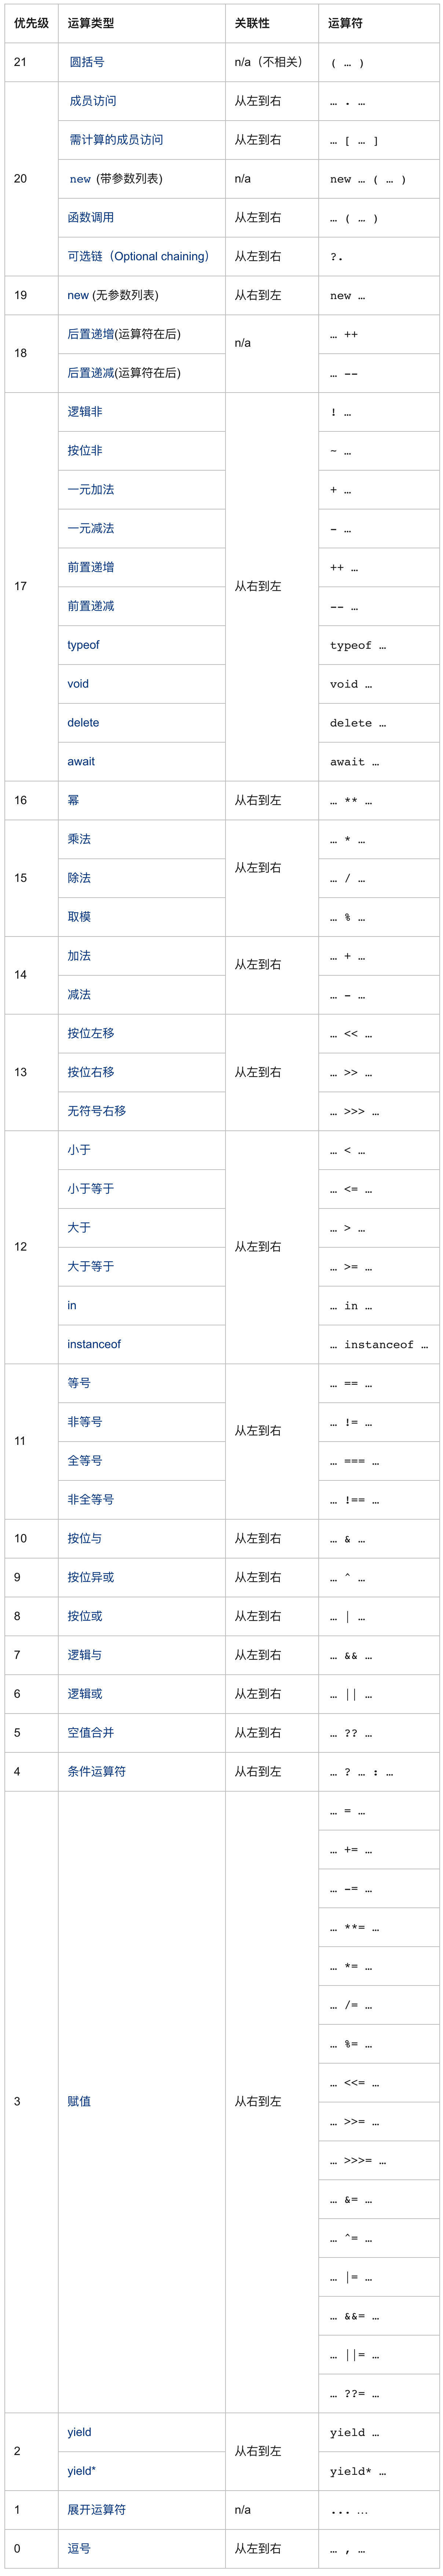 优先级 运算类型 关联性 运算符
21 圆括号 n/a（不相关） ( … )
20 成员访问 从左到右 … . …
需计算的成员访问 从左到右 … [ … ]
new (带参数列表) n/a new … ( … )
函数调用 从左到右 … ( … )
可选链（Optional chaining） 从左到右 ?.
19 new (无参数列表) 从右到左 new …
18 后置递增(运算符在后) n/a … ++
后置递减(运算符在后) … --
17 逻辑非 从右到左 ! …
按位非 ~ …
一元加法 + …
一元减法 - …
前置递增 ++ …
前置递减 -- …
typeof typeof …
void void …
delete delete …
await await …
16 幂 从右到左 … ** …
15 乘法 从左到右 … * …
除法 … / …
取模 … % …
14 加法 从左到右 … + …
减法 … - …
13 按位左移 从左到右 … << …
按位右移 … >> …
无符号右移 … >>> …
12 小于 从左到右 … < …
小于等于 … <= …
大于 … > …
大于等于 … >= …
in … in …
instanceof … instanceof …
11 等号 从左到右 … == …
非等号 … != …
全等号 … === …
非全等号 … !== …
10 按位与 从左到右 … & …
9 按位异或 从左到右 … ^ …
8 按位或 从左到右 … | …
7 逻辑与 从左到右 … && …
6 逻辑或 从左到右 … || …
5 空值合并 从左到右 … ?? …
4 条件运算符 从右到左 … ? … : …
3 赋值 从右到左 … = …
… += …
… -= …
… **= …
… *= …
… /= …
… %= …
… <<= …
… >>= …
… >>>= …
… &= …
… ^= …
… |= …
… &&= …
… ||= …
… ??= …
2 yield 从右到左 yield …
yield* yield* …
1 展开运算符 n/a ... …
0 逗号 从左到右 … , …